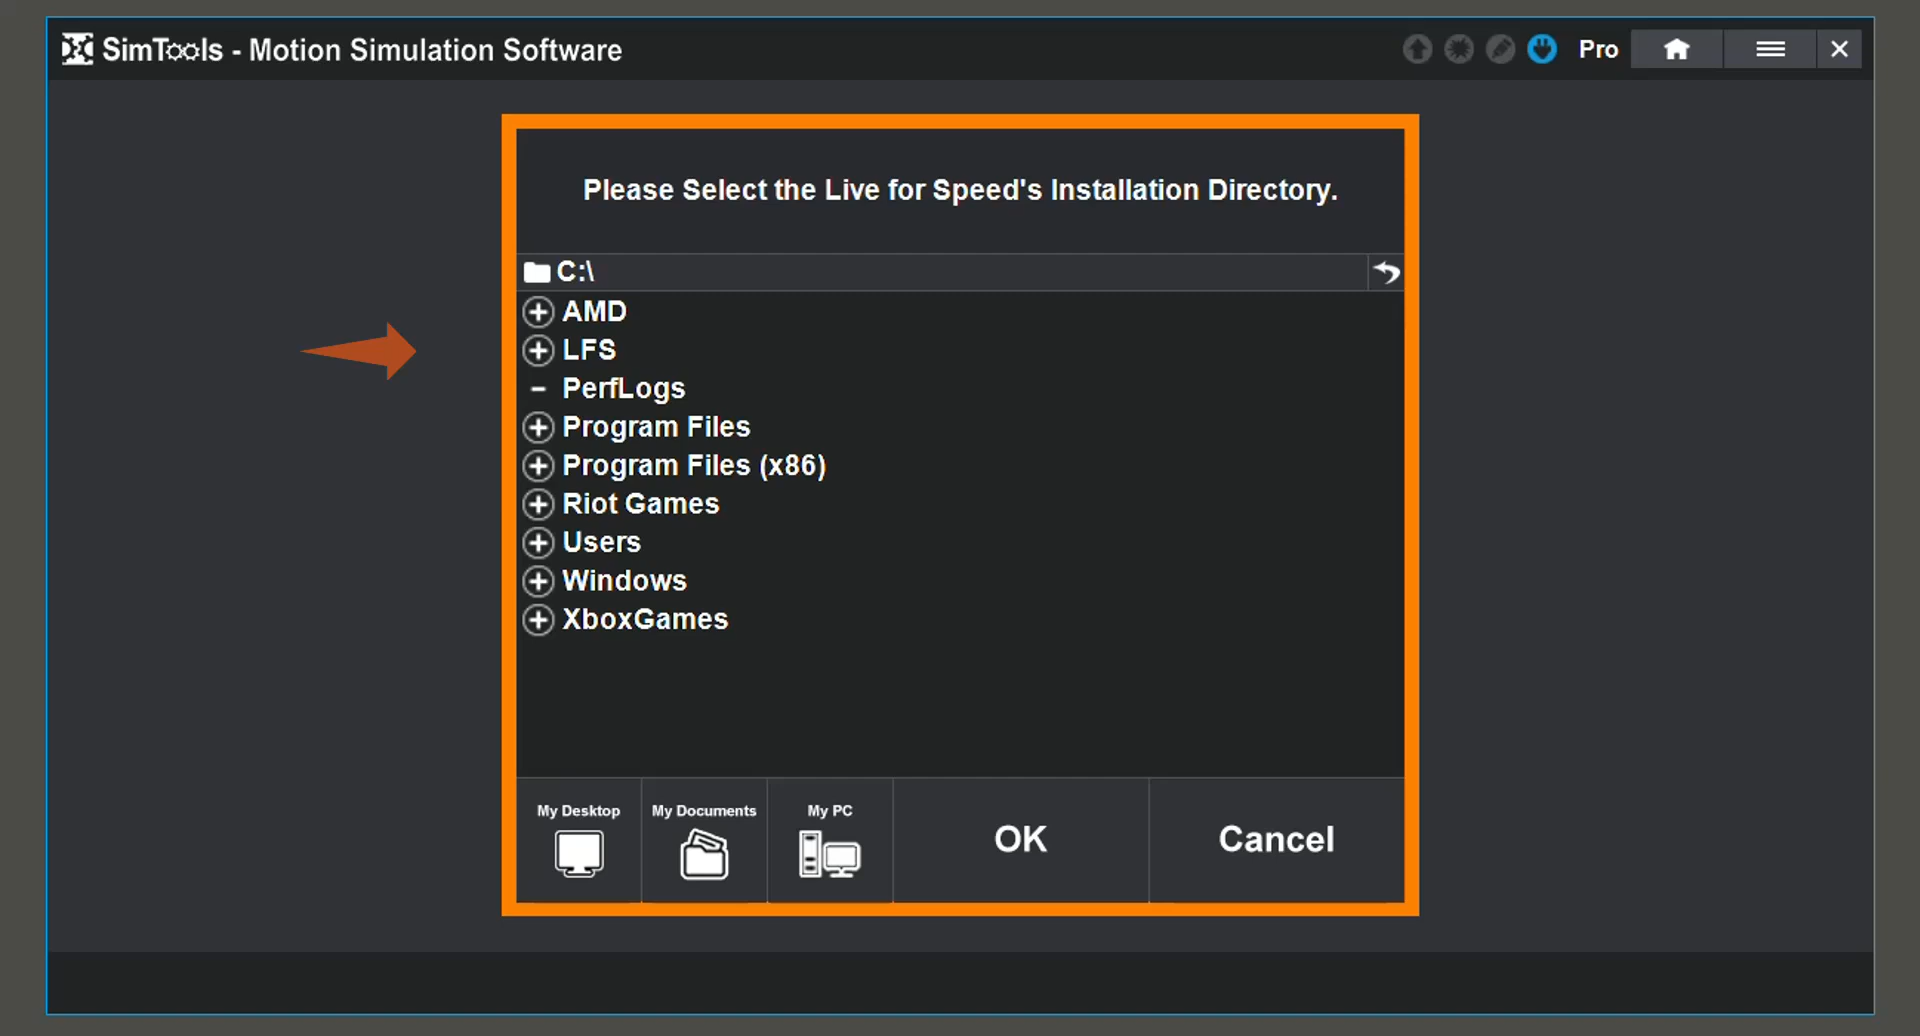 SimTools - Motion Simulation Software
Pro
Please Select the Live for Speed's Installation Directory.
C:\
AMD
LFS
PerfLogs
Program Files
Program Files (x86)
Riot Games
Users
Windows
XboxGames
My Desktop
My Documents
My PC
OK
Cancel